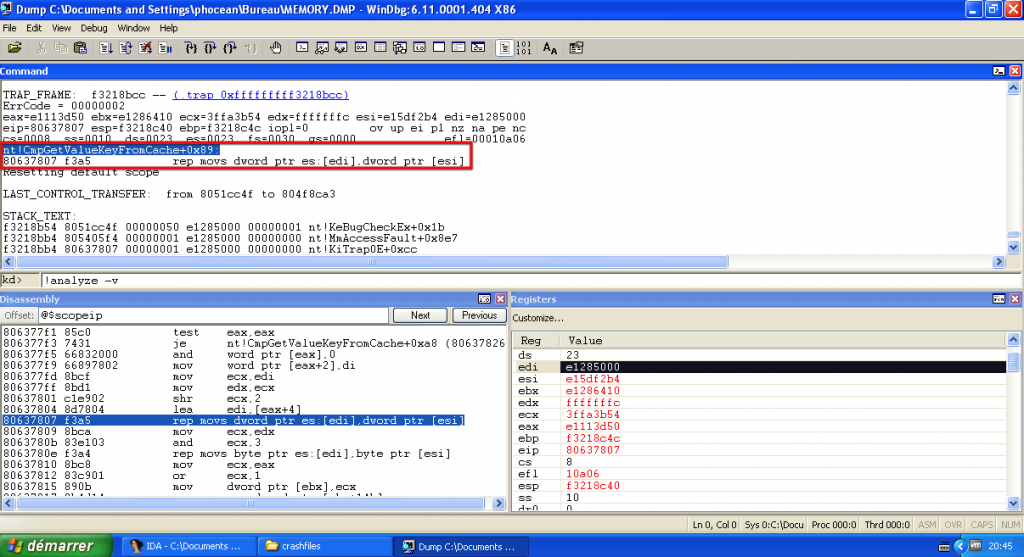 Dump C:\Documents and Settings\phocean\Bureau\MEMORY.DMP - WinDbg:6.11.0001.404 X86
File Edit View Debug Window Help
Command
TRAP_FRAME: f3218bcc -- (.trap 0xfffffffff3218bcc)
ErrCode = 00000002
eax=e1113d50 ebx=e1286410 ecx=3ffa3b54 edx=fffffffc esi=e15df2b4 edi=e1285000
eip=80637807 esp=f3218c40 ebp=f3218c4c iopl=0 ov up ei pl nz na pe nc
cs=0008 ss=0010 ds=0023 es=0023 fs=0030 gs=0000 efl=00010a06
nt!CmpGetValueKeyFromCache+0x89:
80637807 f3a5 rep movs dword ptr es:[edi],dword ptr [esi]
Resetting default scope
LAST_CONTROL_TRANSFER: from 8051cc4f to 804f8ca3
STACK_TEXT:
f3218b54 8051cc4f 00000050 e1285000 00000001 nt!KeBugCheckEx+0x1b
f3218bb4 805405f4 00000001 e1285000 00000000 nt!MmAccessFault+0x8e7
f3218bb4 80637807 00000001 e1285000 00000000 nt!KiTrap0E+0xcc
kd> !analyze -v
Disassembly
Offset: @$scopeip Next Previous
806377f1 85c0 test eax,eax
806377f3 7431 je nt!CmpGetValueKeyFromCache+0xa8 (80637826
806377f5 66832000 and word ptr [eax],0
806377f9 66897802 mov word ptr [eax+2],di
806377fd 8bcf mov ecx,edi
806377ff 8bd1 mov edx,ecx
80637801 c1e902 shr ecx,2
80637804 8d7804 lea edi,[eax+4]
80637807 f3a5 rep movs dword ptr es:[edi],dword ptr [esi]
80637809 8bca mov ecx,edx
8063780b 83e103 and ecx,3
8063780e f3a4 rep movs byte ptr es:[edi],byte ptr [esi]
80637810 8bc8 mov ecx,eax
80637812 83c901 or ecx,1
80637815 890b mov dword ptr [ebx],ecx
Registers
Customize...
Reg Value
ds 23
edi e1285000
esi e15df2b4
ebx e1286410
edx fffffffc
ecx 3ffa3b54
eax e1113d50
ebp f3218c4c
eip 80637807
cs 8
efl 10a06
esp f3218c40
ss 10
dr0 0
Ln 0, Col 0 Sys 0:C:\Docu Proc 000:0 Thrd 000:0 ASM OVR CAPS NUM
démarrer IDA - C:\Documents ... crashfiles Dump C:\Documents a... 20:45